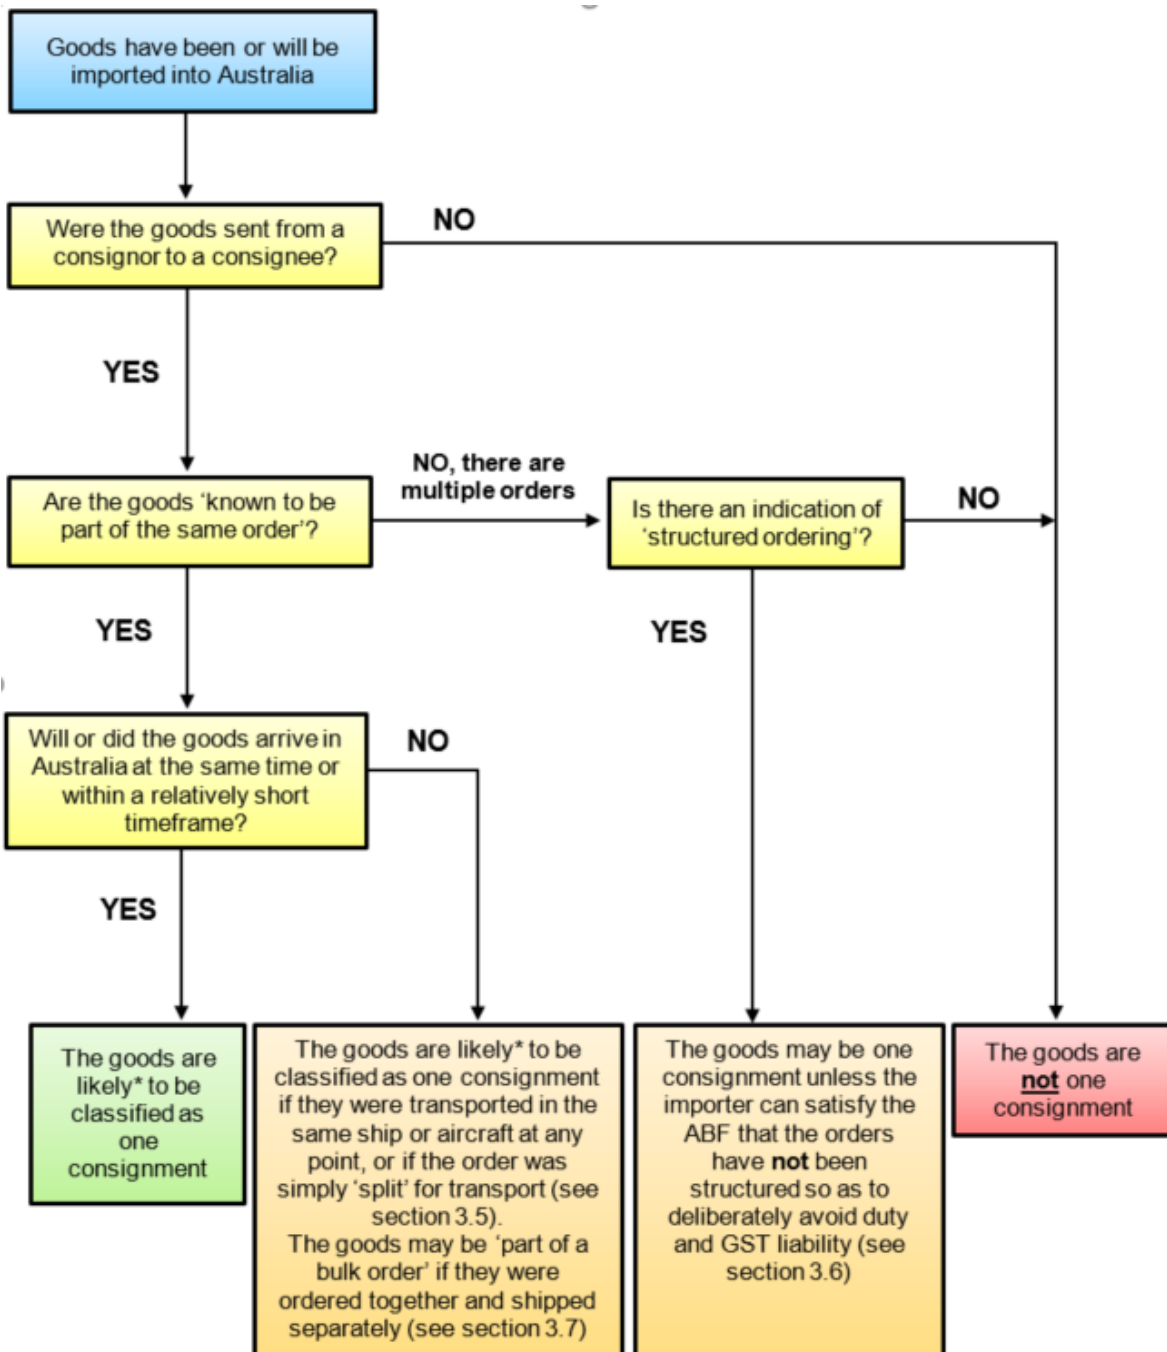 Goods have been or will be
imported into Australia
Were the goods sent from a
consignor to a consignee?
NO
YES
Are the goods ‘known to be
part of the same order’?
NO, there are
multiple orders
Is there an indication of
‘structured ordering’?
NO
YES
YES
Will or did the goods arrive in
Australia at the same time or
within a relatively short
timeframe?
NO
YES
The goods are
likely* to be
classified as
one
consignment
The goods are likely* to be
classified as one consignment
if they were transported in the
same ship or aircraft at any
point, or if the order was
simply ‘split’ for transport (see
section 3.5).
The goods may be ‘part of a
bulk order’ if they were
ordered together and shipped
separately (see section 3.7)
The goods may be one
consignment unless the
importer can satisfy the
ABF that the orders
have not been
structured so as to
deliberately avoid duty
and GST liability (see
section 3.6)
The goods are
not one
consignment